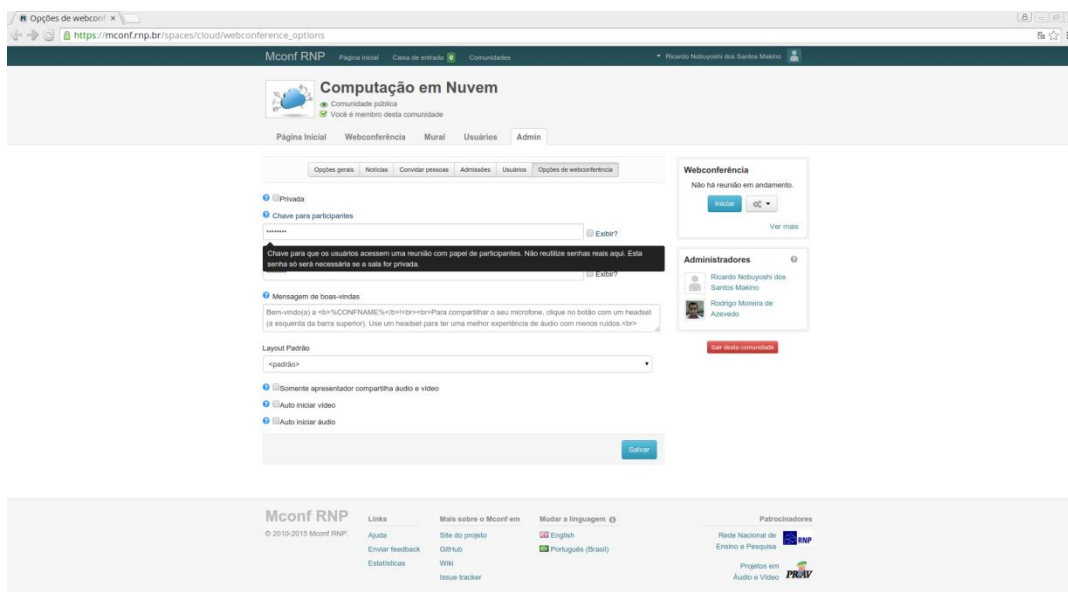 Opções de webconf
https://mconf.rnp.br/spaces/cloud/webconference_options
Mconf RNP Página inicial Caixa de entrada Comunidades Ricardo Nobuyoshi dos Santos Makino
Computação em Nuvem
Comunidade pública
Você é membro desta comunidade
Página Inicial Webconferência Mural Usuários Admin
Opções gerais Notícias Convidar pessoas Admissões Usuários Opções de webconferência
Privada
Chave para participantes
•••••••• Exibir?
Chave para que os usuários acessem uma reunião com papel de participantes. Não reutilize senhas reais aqui. Esta
senha só será necessária se a sala for privada.
Exibir?
Mensagem de boas-vindas
Bem-vindo(a) a <b>%CONFNAME%</b>!<br><br>Para compartilhar o seu microfone, clique no botão com um headset
(à esquerda da barra superior). Use um headset para ter uma melhor experiência de áudio com menos ruídos.<br>
Layout Padrão
<padrão>
Somente apresentador compartilha áudio e vídeo
Auto iniciar vídeo
Auto iniciar áudio
Salvar
Webconferência
Não há reunião em andamento.
Iniciar
Ver mais
Administradores
Ricardo Nobuyoshi dos
Santos Makino
Rodrigo Moreira de
Azevedo
Sair desta comunidade
Mconf RNP
© 2010-2015 Mconf RNP.
Links
Ajuda
Enviar feedback
Estatísticas
Mais sobre o Mconf em
Site do projeto
GitHub
Wiki
Issue tracker
Mudar a linguagem
English
Português (Brasil)
Patrocinadores
Rede Nacional de
Ensino e Pesquisa
RNP
Projetos em
Áudio e Vídeo
PRAV